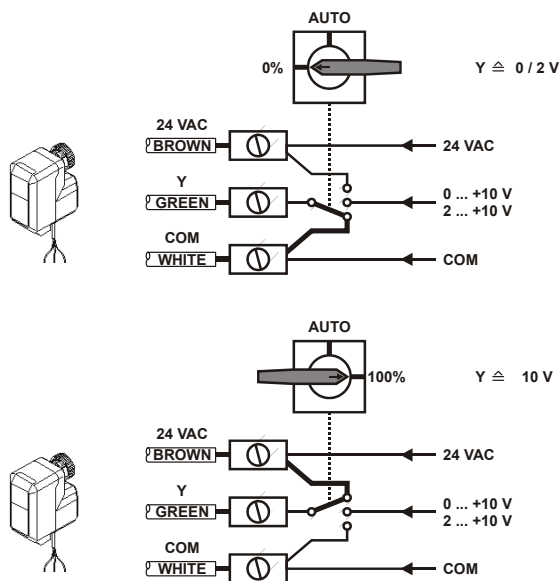 AUTO
0%
Y ≙ 0 / 2 V
24 VAC
BROWN
24 VAC
Y
GREEN
0 ... +10 V
2 ... +10 V
COM
WHITE
COM
AUTO
100%
Y ≙ 10 V
24 VAC
BROWN
24 VAC
Y
GREEN
0 ... +10 V
2 ... +10 V
COM
WHITE
COM